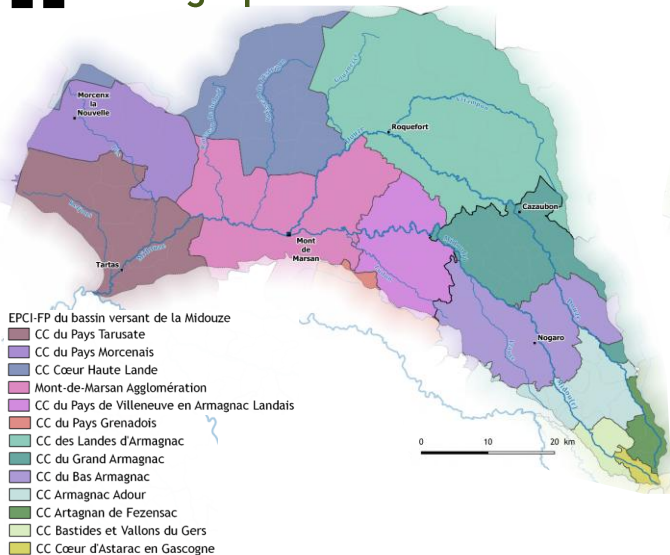 Morcenx
la
Nouvelle
Roquefort
Cazaubon
Mont
de
Marsan
Tartas
Midouze
Nogaro
EPCI-FP du bassin versant de la Midouze
CC du Pays Tarusate
CC du Pays Morcenais
CC Cœur Haute Lande
Mont-de-Marsan Agglomération
CC du Pays de Villeneuve en Armagnac Landais
CC du Pays Grenadois
CC des Landes d'Armagnac
CC du Grand Armagnac
CC du Bas Armagnac
CC Armagnac Adour
CC Artagnan de Fezensac
CC Bastides et Vallons du Gers
CC Cœur d'Astarac en Gascogne
0 10 20 km